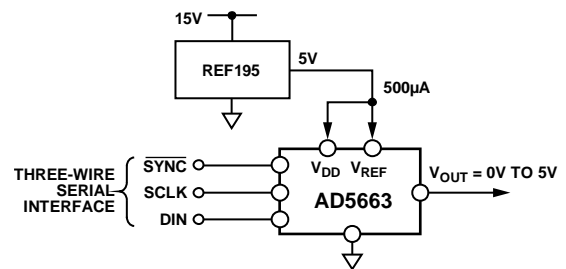 15V
REF195
5V
500µA
THREE-WIRE
SERIAL
INTERFACE
SYNC
SCLK
DIN
VDD
VREF
AD5663
VOUT = 0V TO 5V